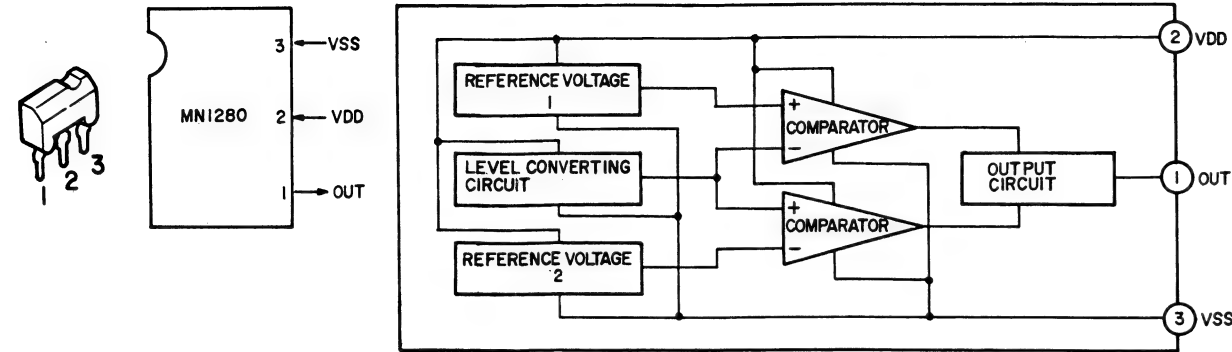 1
2
3
MN1280
3 VSS
2 VDD
1 OUT
REFERENCE VOLTAGE
1
LEVEL CONVERTING
CIRCUIT
REFERENCE VOLTAGE
2
+
COMPARATOR
−
+
COMPARATOR
−
OUTPUT
CIRCUIT
2 VDD
1 OUT
3 VSS